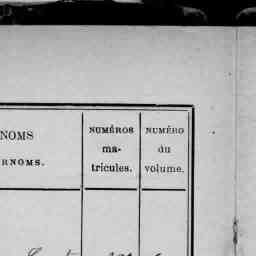 NOMS
RNOMS.
NUMÉROS
ma-
tricules.
NUMÉRO
du
volume.